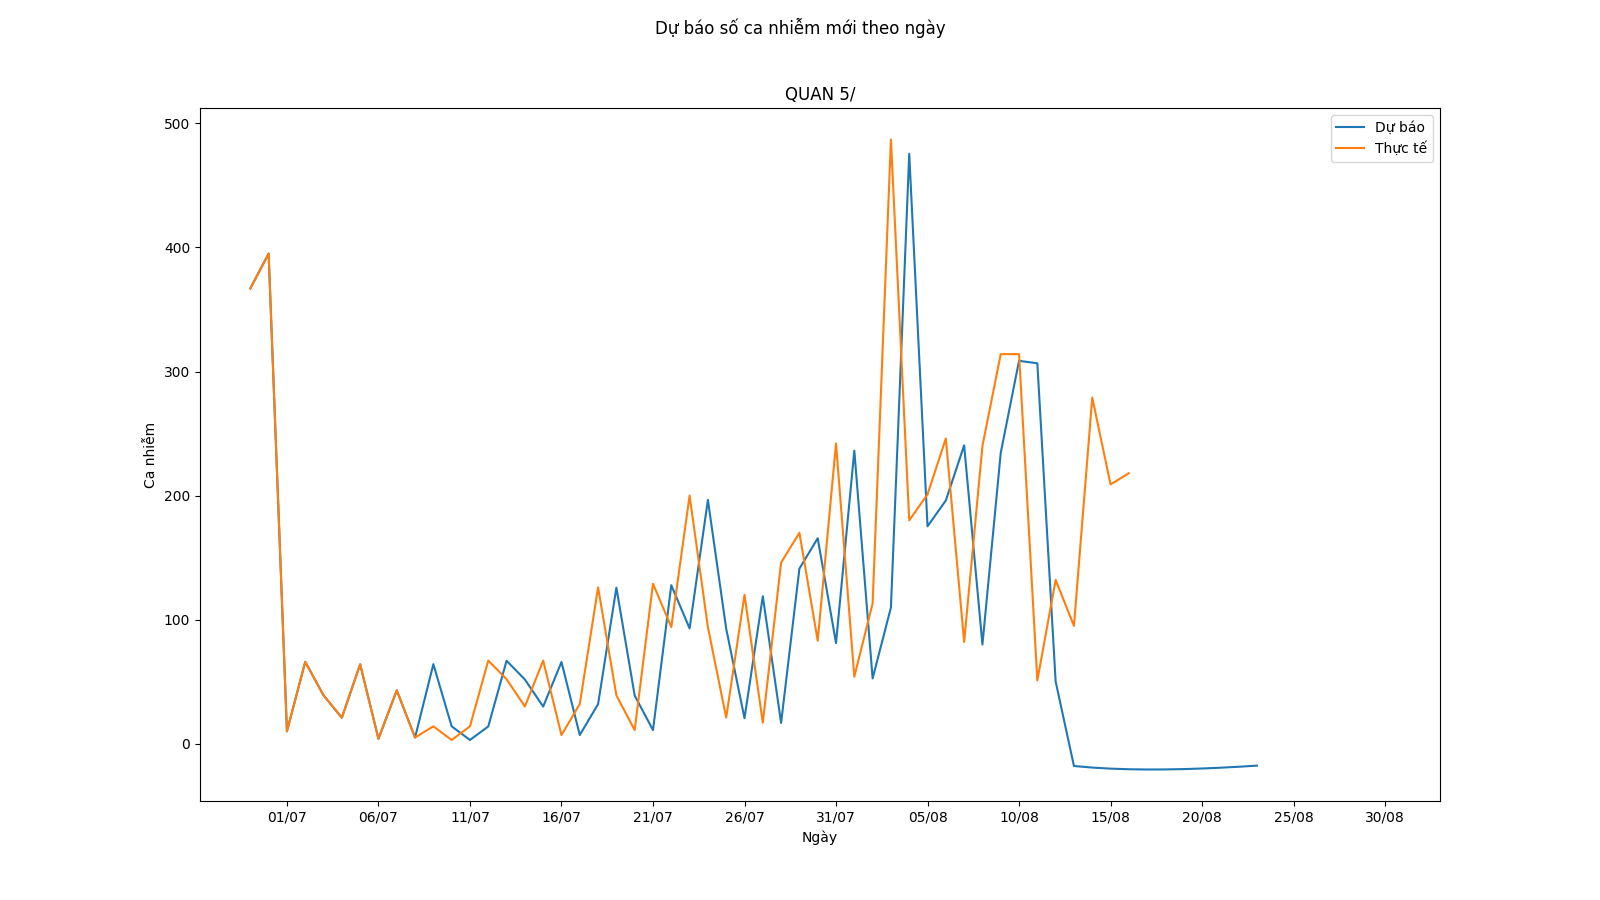 Dự báo số ca nhiễm mới theo ngày
QUAN 5/
Dự báo
Thực tế
500
400
300
200
100
0
Ca nhiễm
01/07 06/07 11/07 16/07 21/07 26/07 31/07 05/08 10/08 15/08 20/08 25/08 30/08
Ngày